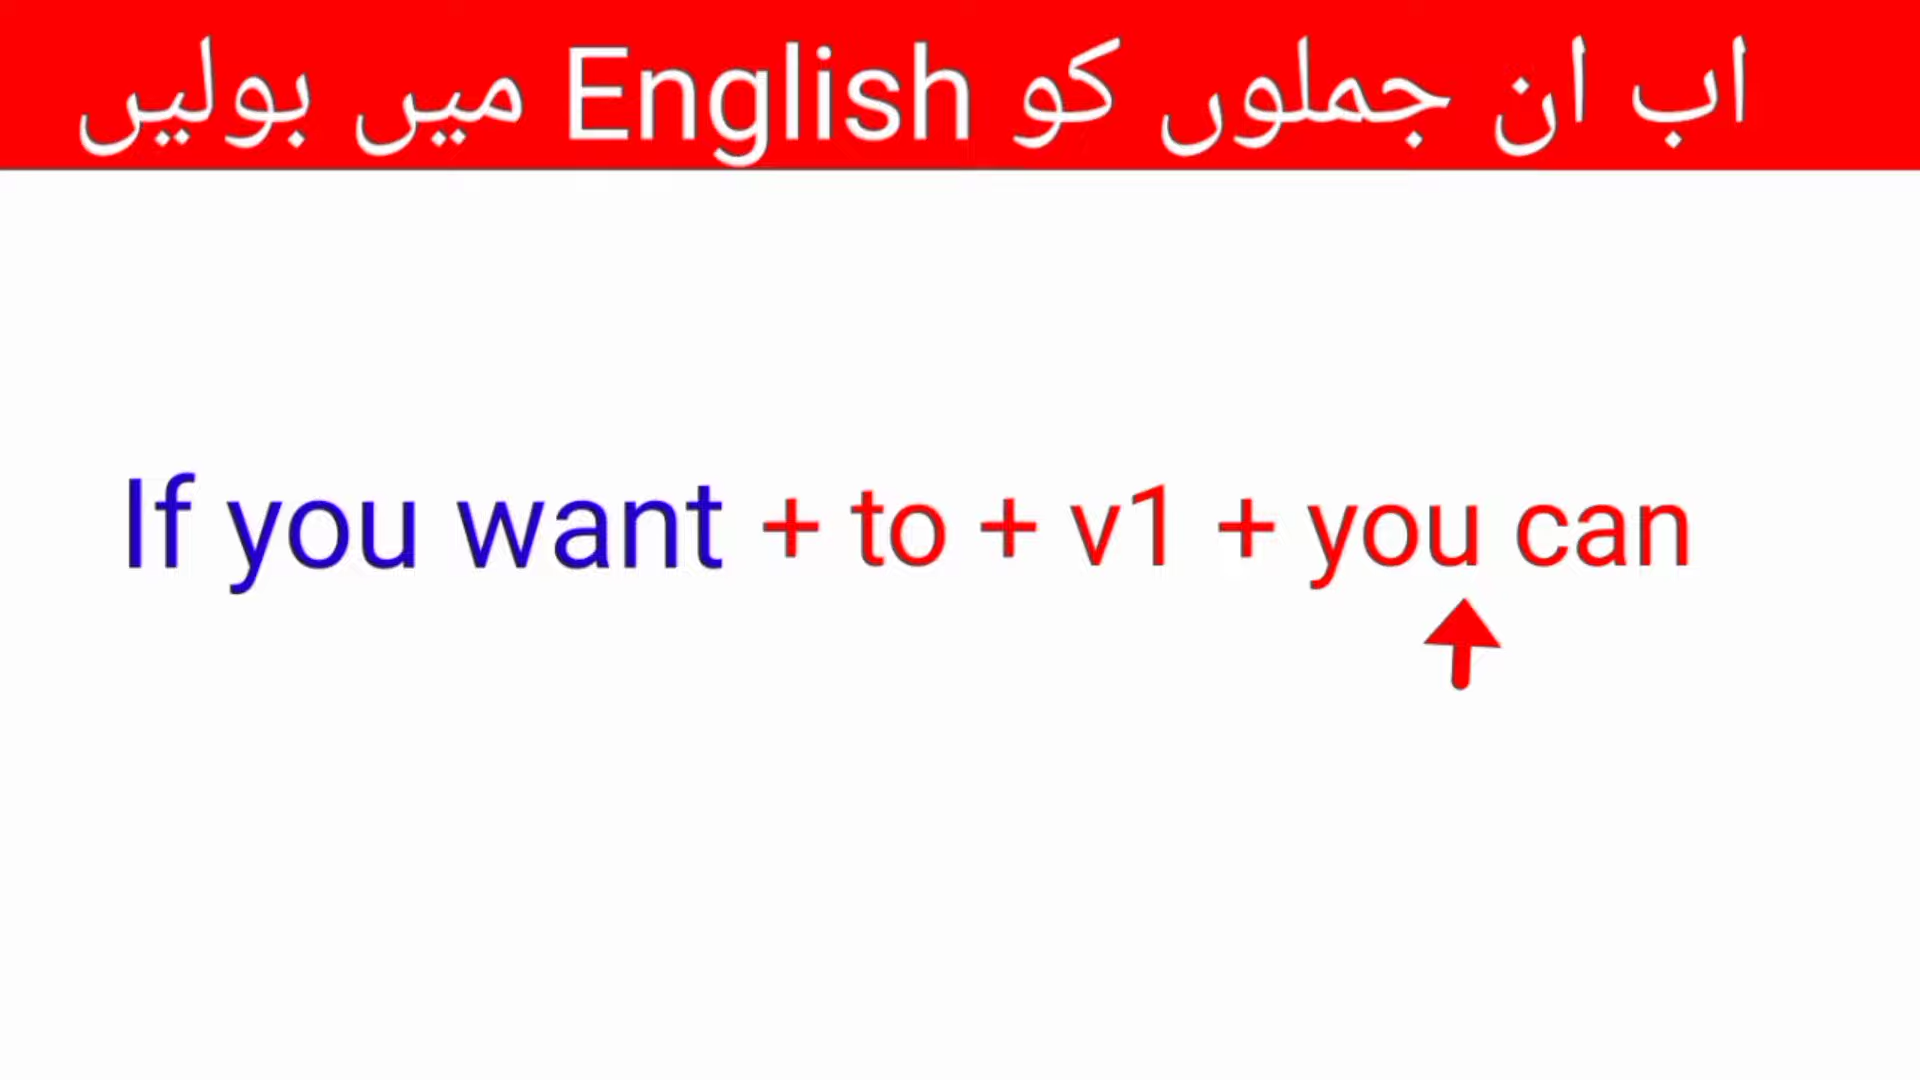 اب ان جملوں کو English میں بولیں
If you want + to + v1 + you can